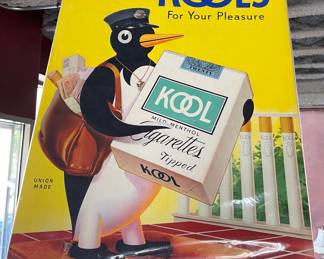 KOOLS
For Your Pleasure
KOOL
MILD MENTHOL
Cigarettes
Tipped
KOOL
UNION
MADE